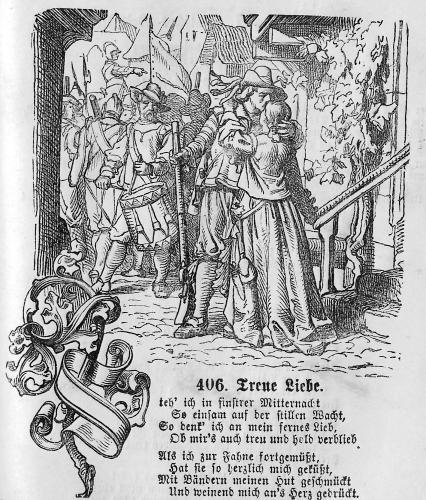 406. Treue Liebe.
teh' ich in finstrer Mitternacht
So einsam auf der stillen Wacht,
So denk' ich an mein fernes Lieb,
Ob mir's auch treu und hold verblieb
Als ich zur Fahne fortgemüßt,
Hat sie so herzlich mich geküßt,
Mit Bändern meinen Hut geschmückt
Und weinend mich an's Herz gedrückt.